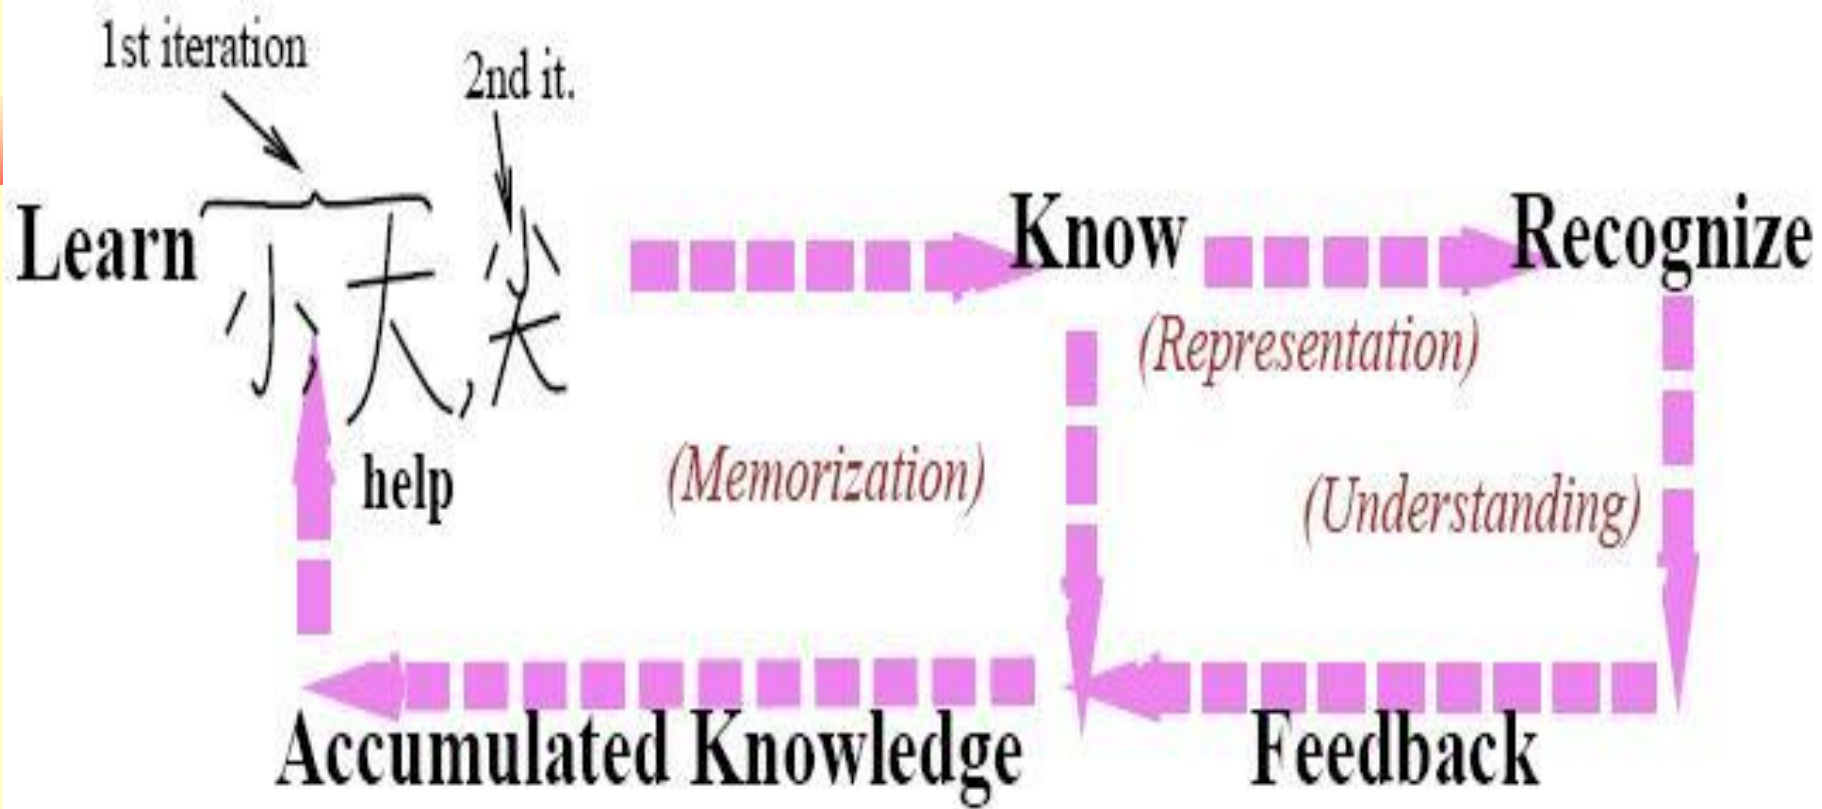 1st iteration
2nd it.
Learn 小, 大, 尖
Know
Recognize
(Representation)
help
(Memorization)
(Understanding)
Accumulated Knowledge
Feedback